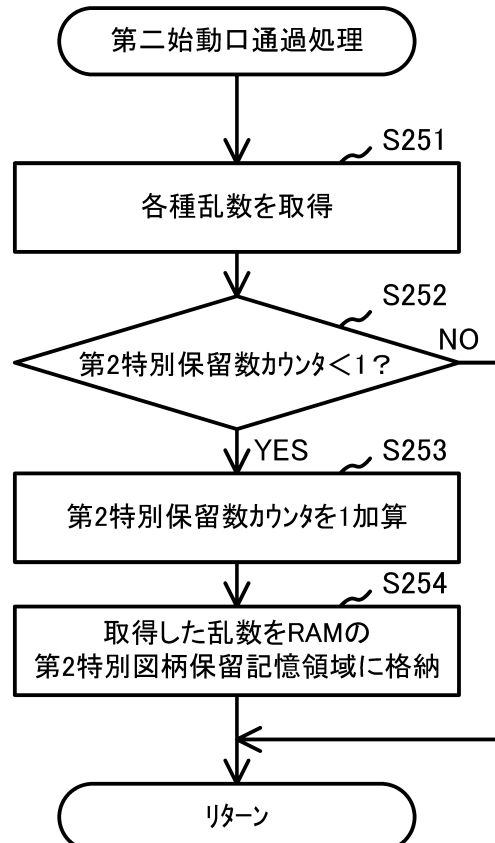 第二始動口通過処理
S251
各種乱数を取得
S252
第2特別保留数カウンタ＜1？
NO
YES
S253
第2特別保留数カウンタを1加算
S254
取得した乱数をRAMの
第2特別図柄保留記憶領域に格納
リターン